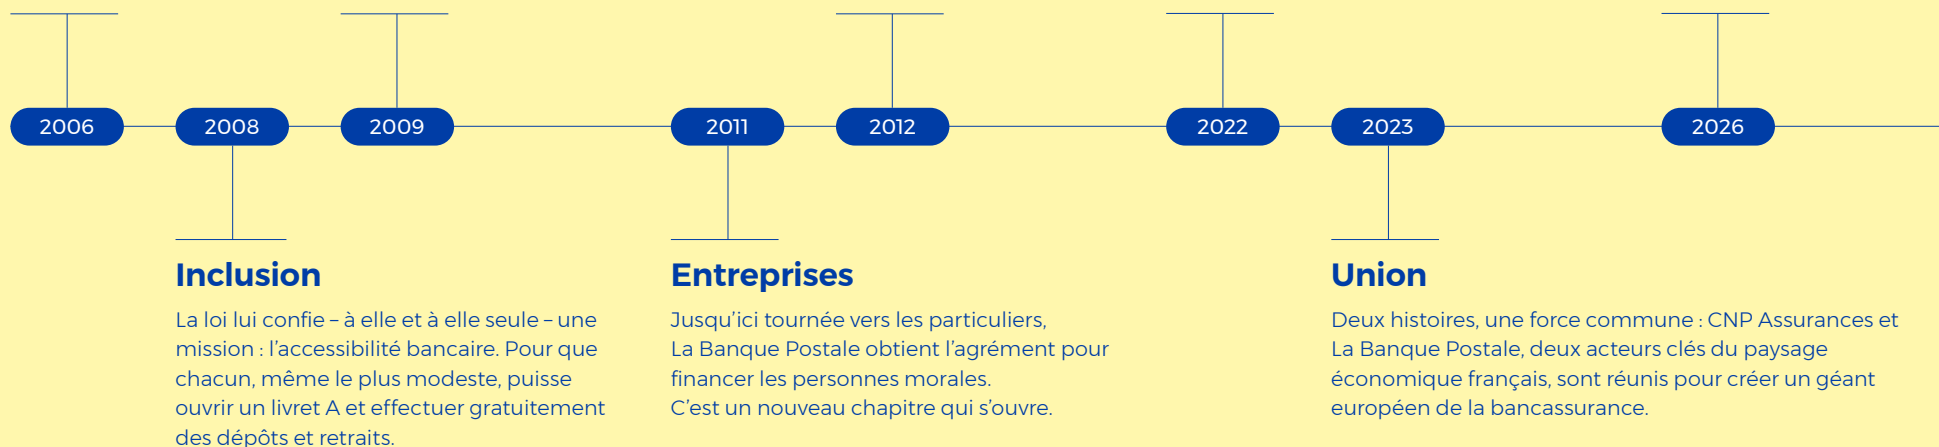 2006
2008
2009
2011
2012
2022
2023
2026
Inclusion
La loi lui confie – à elle et à elle seule – une
mission : l’accessibilité bancaire. Pour que
chacun, même le plus modeste, puisse
ouvrir un livret A et effectuer gratuitement
des dépôts et retraits.
Entreprises
Jusqu’ici tournée vers les particuliers,
La Banque Postale obtient l’agrément pour
financer les personnes morales.
C’est un nouveau chapitre qui s’ouvre.
Union
Deux histoires, une force commune : CNP Assurances et
La Banque Postale, deux acteurs clés du paysage
économique français, sont réunis pour créer un géant
européen de la bancassurance.